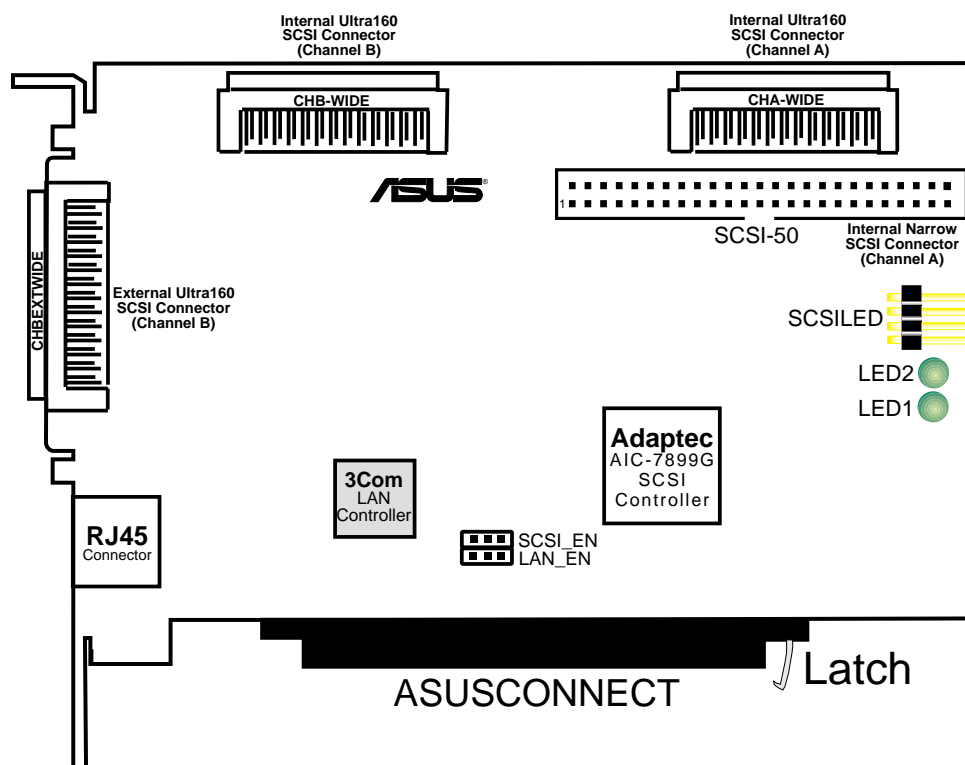 Internal Ultra160
SCSI Connector
(Channel B)
Internal Ultra160
SCSI Connector
(Channel A)
CHB-WIDE
CHA-WIDE
ASUS®
1
SCSI-50
Internal Narrow
SCSI Connector
(Channel A)
CHBEXTWIDE
External Ultra160
SCSI Connector
(Channel B)
SCSILED
LED2
LED1
Adaptec
AIC-7899G
SCSI
Controller
3Com
LAN
Controller
SCSI_EN
LAN_EN
RJ45
Connector
Latch
ASUSCONNECT